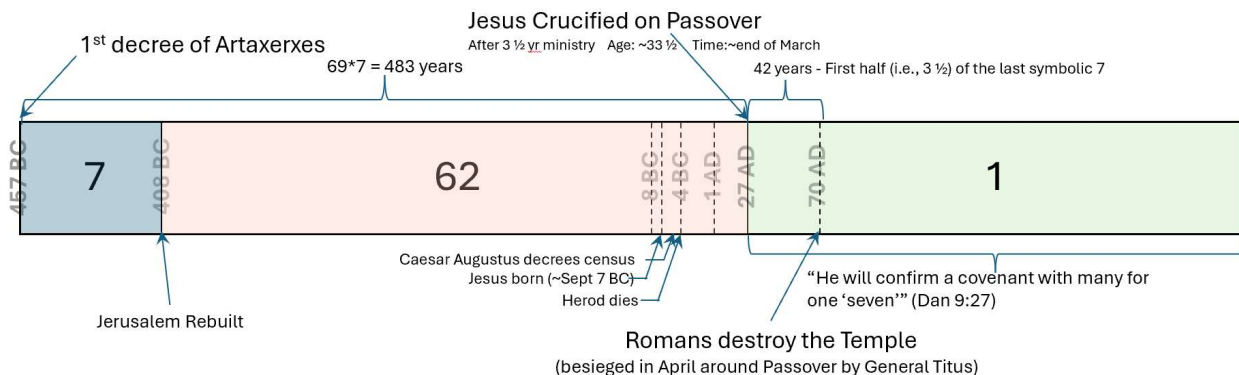 Jesus Crucified on Passover
1st decree of Artaxerxes
After 3 ½ yr ministry Age: ~33 ½ Time:~end of March
69*7 = 483 years
42 years - First half (i.e., 3 ½) of the last symbolic 7
457 BC
7
408 BC
62
8 BC
4 BC
1 AD
27 AD
70 AD
1
Caesar Augustus decrees census
Jesus born (~Sept 7 BC)
Herod dies
"He will confirm a covenant with many for
one 'seven'" (Dan 9:27)
Jerusalem Rebuilt
Romans destroy the Temple
(besieged in April around Passover by General Titus)